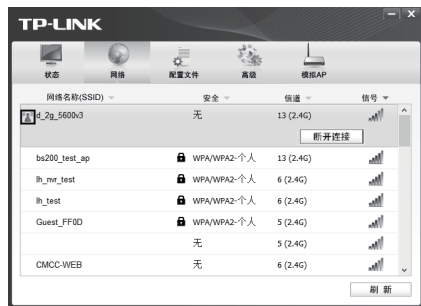 TP-LINK
状态 网络 配置文件 高级 模拟AP
网络名称(SSID) 安全 信道 信号
d_2g_5600v3 无 13 (2.4G)
断开连接
bs200_test_ap WPA/WPA2-个人 13 (2.4G)
lh_nvr_test WPA/WPA2-个人 6 (2.4G)
lh_test WPA/WPA2-个人 6 (2.4G)
Guest_FF0D WPA/WPA2-个人 5 (2.4G)
无 5 (2.4G)
CMCC-WEB 无 6 (2.4G)
刷 新